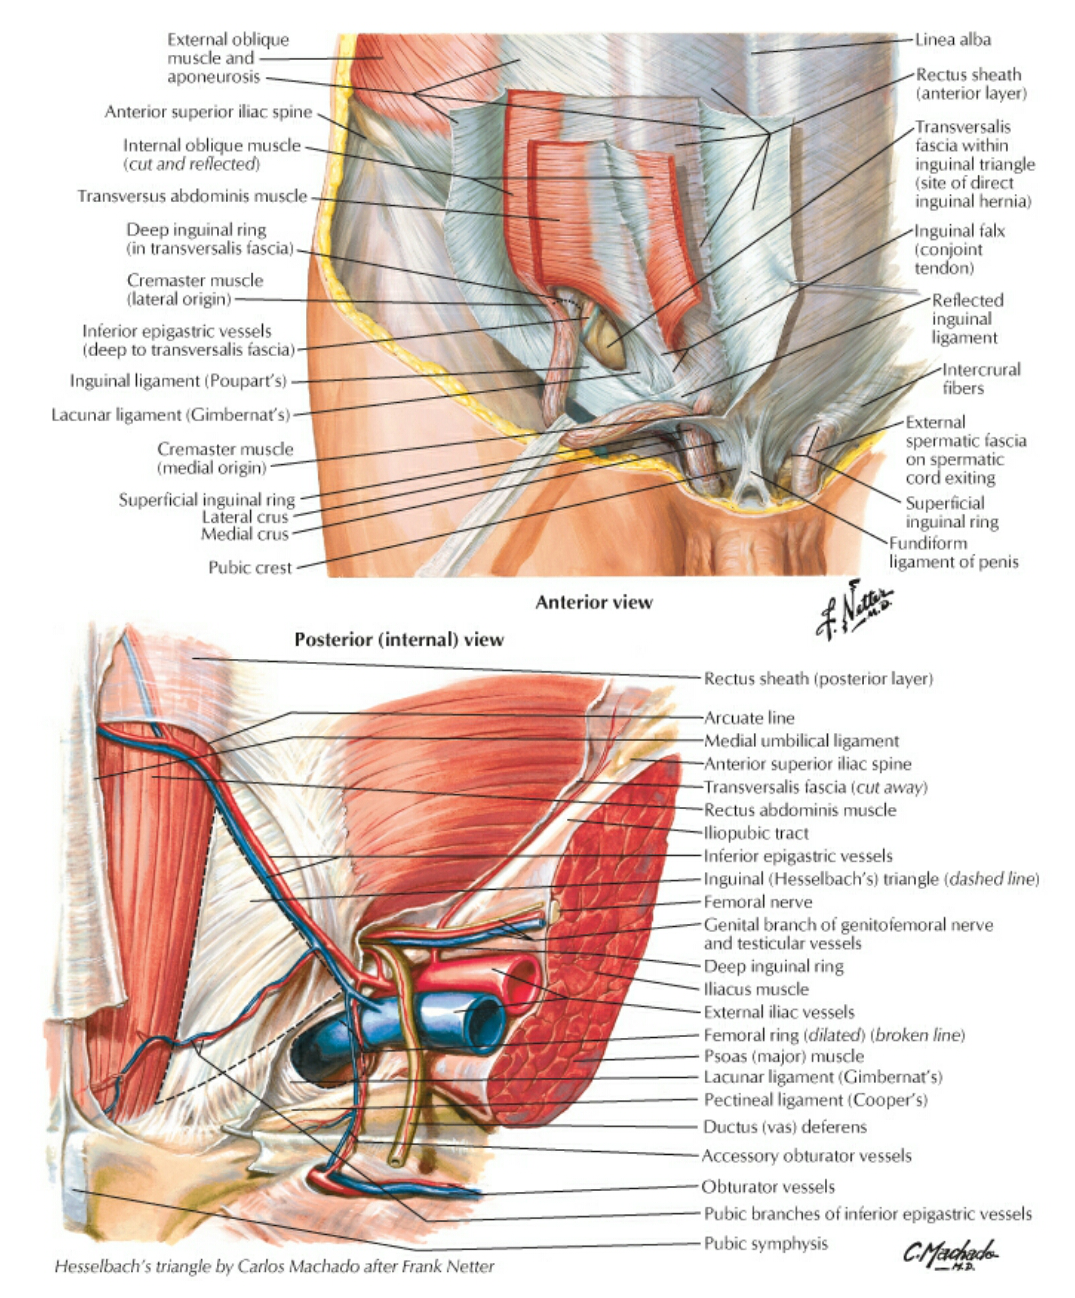 External oblique
muscle and
aponeurosis
Anterior superior iliac spine
Internal oblique muscle
(cut and reflected)
Transversus abdominis muscle
Deep inguinal ring
(in transversalis fascia)
Cremaster muscle
(lateral origin)
Inferior epigastric vessels
(deep to transversalis fascia)
Inguinal ligament (Poupart's)
Lacunar ligament (Gimbernat's)
Cremaster muscle
(medial origin)
Superficial inguinal ring
Lateral crus
Medial crus
Pubic crest
Linea alba
Rectus sheath
(anterior layer)
Transversalis
fascia within
inguinal triangle
(site of direct
inguinal hernia)
Inguinal falx
(conjoint
tendon)
Reflected
inguinal
ligament
Intercrural
fibers
External
spermatic fascia
on spermatic
cord exiting
Superficial
inguinal ring
Fundiform
ligament of penis
Anterior view
F. Netter
M.D.
Posterior (internal) view
Rectus sheath (posterior layer)
Arcuate line
Medial umbilical ligament
Anterior superior iliac spine
Transversalis fascia (cut away)
Rectus abdominis muscle
Iliopubic tract
Inferior epigastric vessels
Inguinal (Hesselbach's) triangle (dashed line)
Femoral nerve
Genital branch of genitofemoral nerve
and testicular vessels
Deep inguinal ring
Iliacus muscle
External iliac vessels
Femoral ring (dilated) (broken line)
Psoas (major) muscle
Lacunar ligament (Gimbernat's)
Pectineal ligament (Cooper's)
Ductus (vas) deferens
Accessory obturator vessels
Obturator vessels
Pubic branches of inferior epigastric vessels
Pubic symphysis
C. Machado
M.D.
Hesselbach's triangle by Carlos Machado after Frank Netter